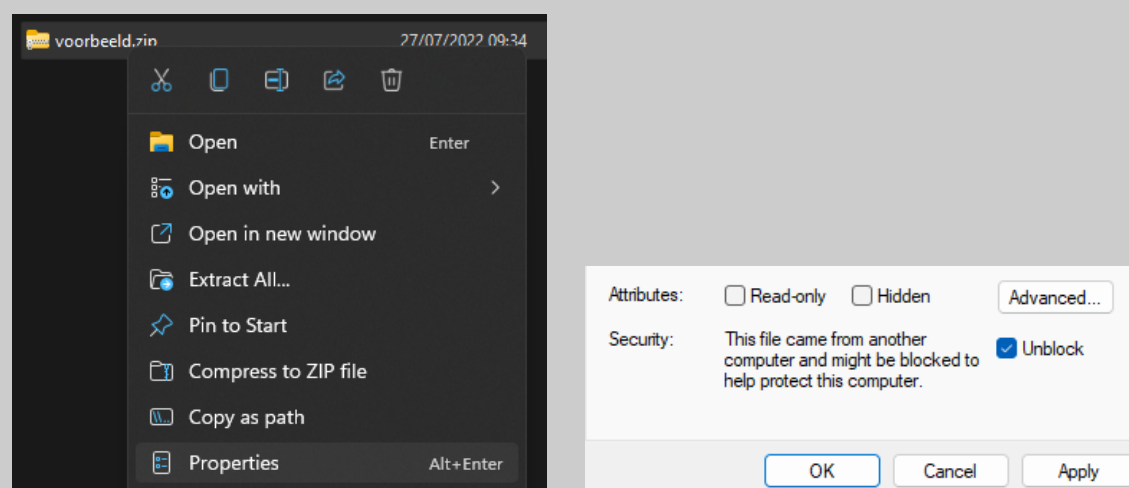 voorbeeld.zip 27/07/2022 09:34
Open Enter
Open with
Open in new window
Extract All...
Pin to Start
Compress to ZIP file
Copy as path
Properties Alt+Enter
Attributes: Read-only Hidden Advanced...
Security: This file came from another
computer and might be blocked to
help protect this computer.
Unblock
OK Cancel Apply